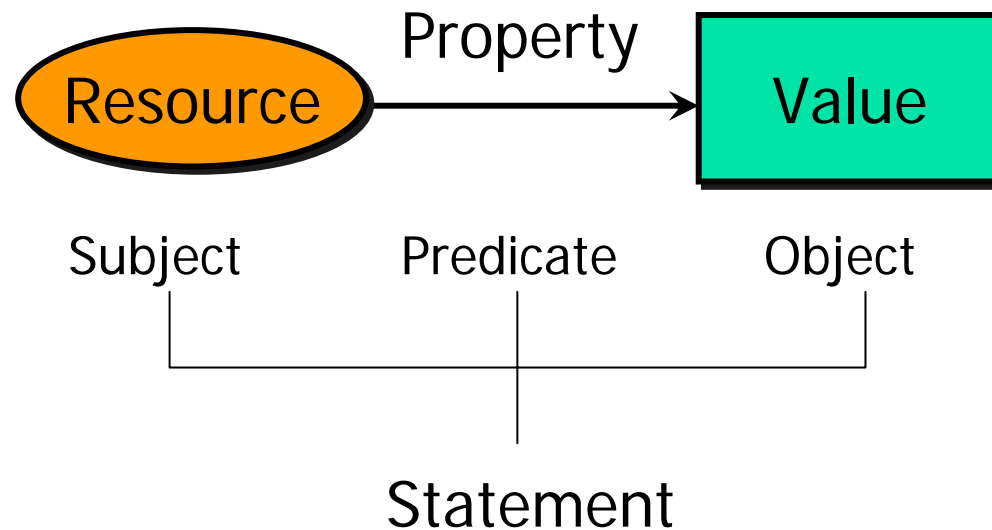 Property
Resource
Value
Subject
Predicate
Object
Statement